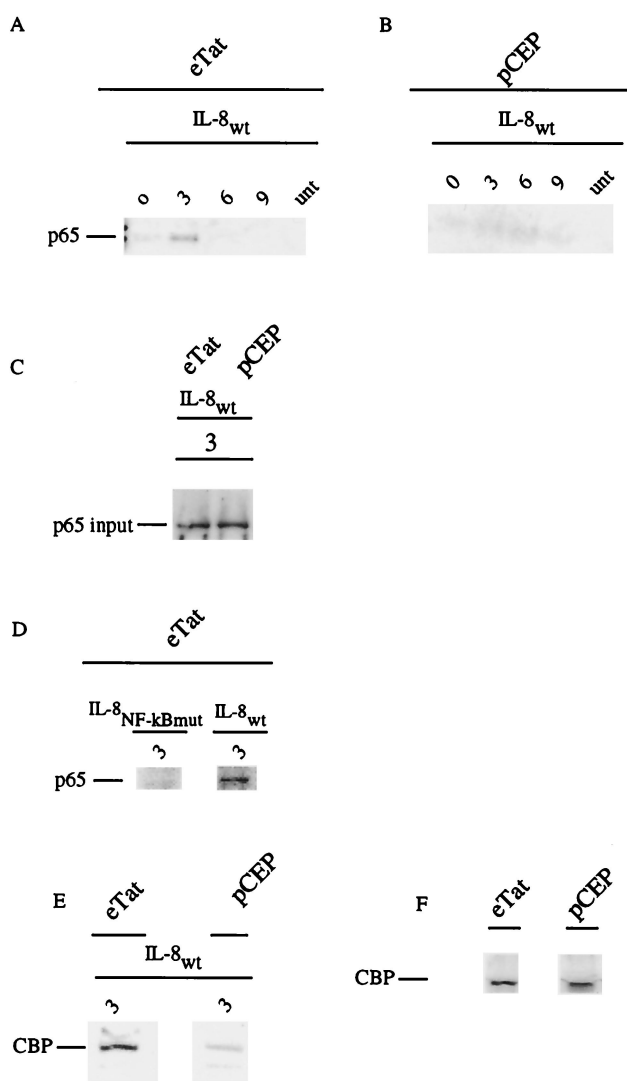 A
eTat
IL-8wt
0 3 6 9 unt
p65
B
pCEP
IL-8wt
0 3 6 9 unt
C
eTat pCEP
IL-8wt
3
p65 input
D
eTat
IL-8NF-kBmut IL-8wt
3 3
p65
E
eTat pCEP
IL-8wt
3 3
CBP
F
eTat pCEP
CBP